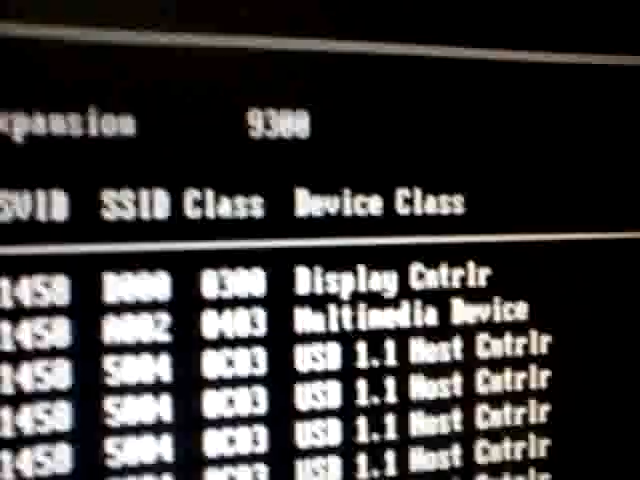 xpansion 9300
SVID SSID Class Device Class
1458 D000 0300 Display Cntrlr
1458 A002 0403 Multimedia Device
1458 5004 0C03 USB 1.1 Host Cntrlr
1458 5004 0C03 USB 1.1 Host Cntrlr
1458 5004 0C03 USB 1.1 Host Cntrlr
0C03 USB 1.1 Host Cntrlr